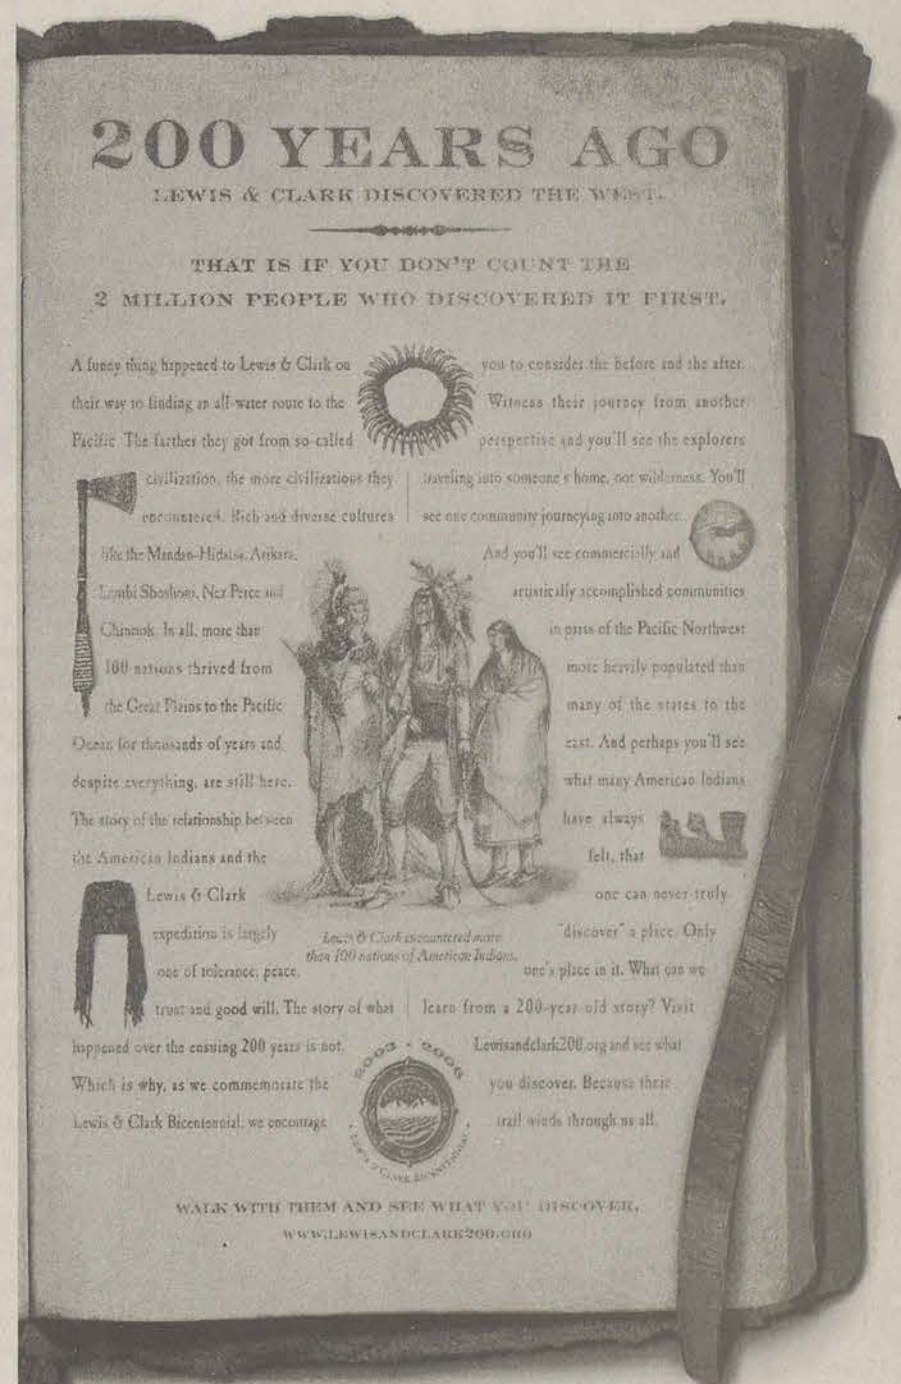 200 YEARS AGO
LEWIS & CLARK DISCOVERED THE WEST.
THAT IS IF YOU DON'T COUNT THE
2 MILLION PEOPLE WHO DISCOVERED IT FIRST.
A funny thing happened to Lewis & Clark on
their way to finding an all-water route to the
Pacific. The farther they got from so-called
civilization, the more civilizations they
encountered. Rich and diverse cultures
like the Mandan-Hidatsa, Arikara,
Lemhi Shoshoni, Nez Perce and
Chinook. In all, more than
100 nations thrived from
the Great Plains to the Pacific
Ocean for thousands of years and,
despite everything, are still here.
The story of the relationship between
the American Indians and the
Lewis & Clark
expedition is largely
one of tolerance, peace,
trust and good will. The story of what
happened over the ensuing 200 years is not.
Which is why, as we commemorate the
Lewis & Clark Bicentennial, we encourage
you to consider the before and the after.
Witness their journey from another
perspective and you'll see the explorers
traveling into someone's home, not wilderness. You'll
see one community journeying into another.
And you'll see commercially and
artistically accomplished communities
in parts of the Pacific Northwest
more heavily populated than
many of the states to the
east. And perhaps you'll see
what many American Indians
have always
felt, that
one can never truly
"discover" a place. Only
one's place in it. What can we
learn from a 200-year-old story? Visit
Lewisandclark200.org and see what
you discover. Because their
trail winds through us all.
Lewis & Clark encountered more
than 100 nations of American Indians.
2003 • 2006
LEWIS & CLARK BICENTENNIAL
WALK WITH THEM AND SEE WHAT YOU DISCOVER.
WWW.LEWISANDCLARK200.ORG